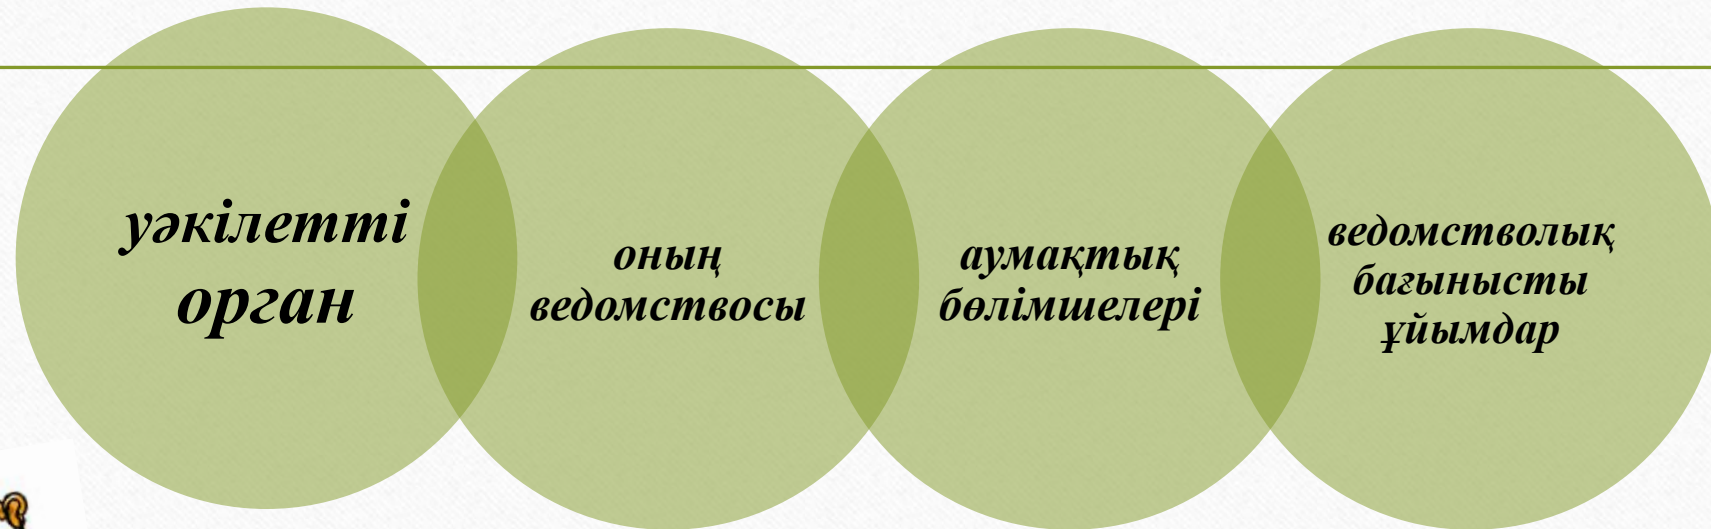 уәкілетті
орган
оның
ведомствосы
аумақтық
бөлімшелері
ведомстволық
бағынысты
ұйымдар